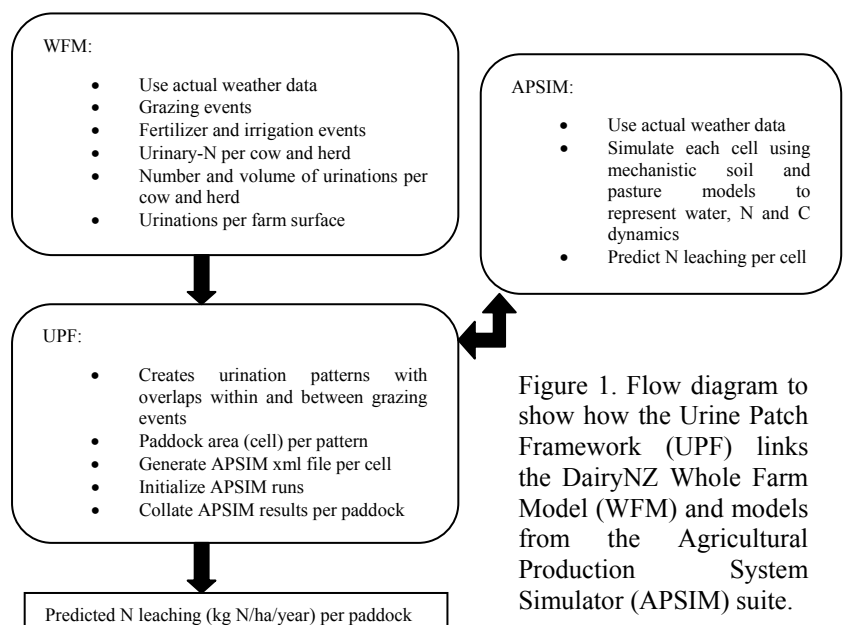 WFM:
• Use actual weather data
• Grazing events
• Fertilizer and irrigation events
• Urinary-N per cow and herd
• Number and volume of urinations per
cow and herd
• Urinations per farm surface
APSIM:
• Use actual weather data
• Simulate each cell using
mechanistic soil and
pasture models to
represent water, N and C
dynamics
• Predict N leaching per cell
UPF:
• Creates urination patterns with
overlaps within and between grazing
events
• Paddock area (cell) per pattern
• Generate APSIM xml file per cell
• Initialize APSIM runs
• Collate APSIM results per paddock
Predicted N leaching (kg N/ha/year) per paddock
Figure 1. Flow diagram to
show how the Urine Patch
Framework (UPF) links
the DairyNZ Whole Farm
Model (WFM) and models
from the Agricultural
Production System
Simulator (APSIM) suite.